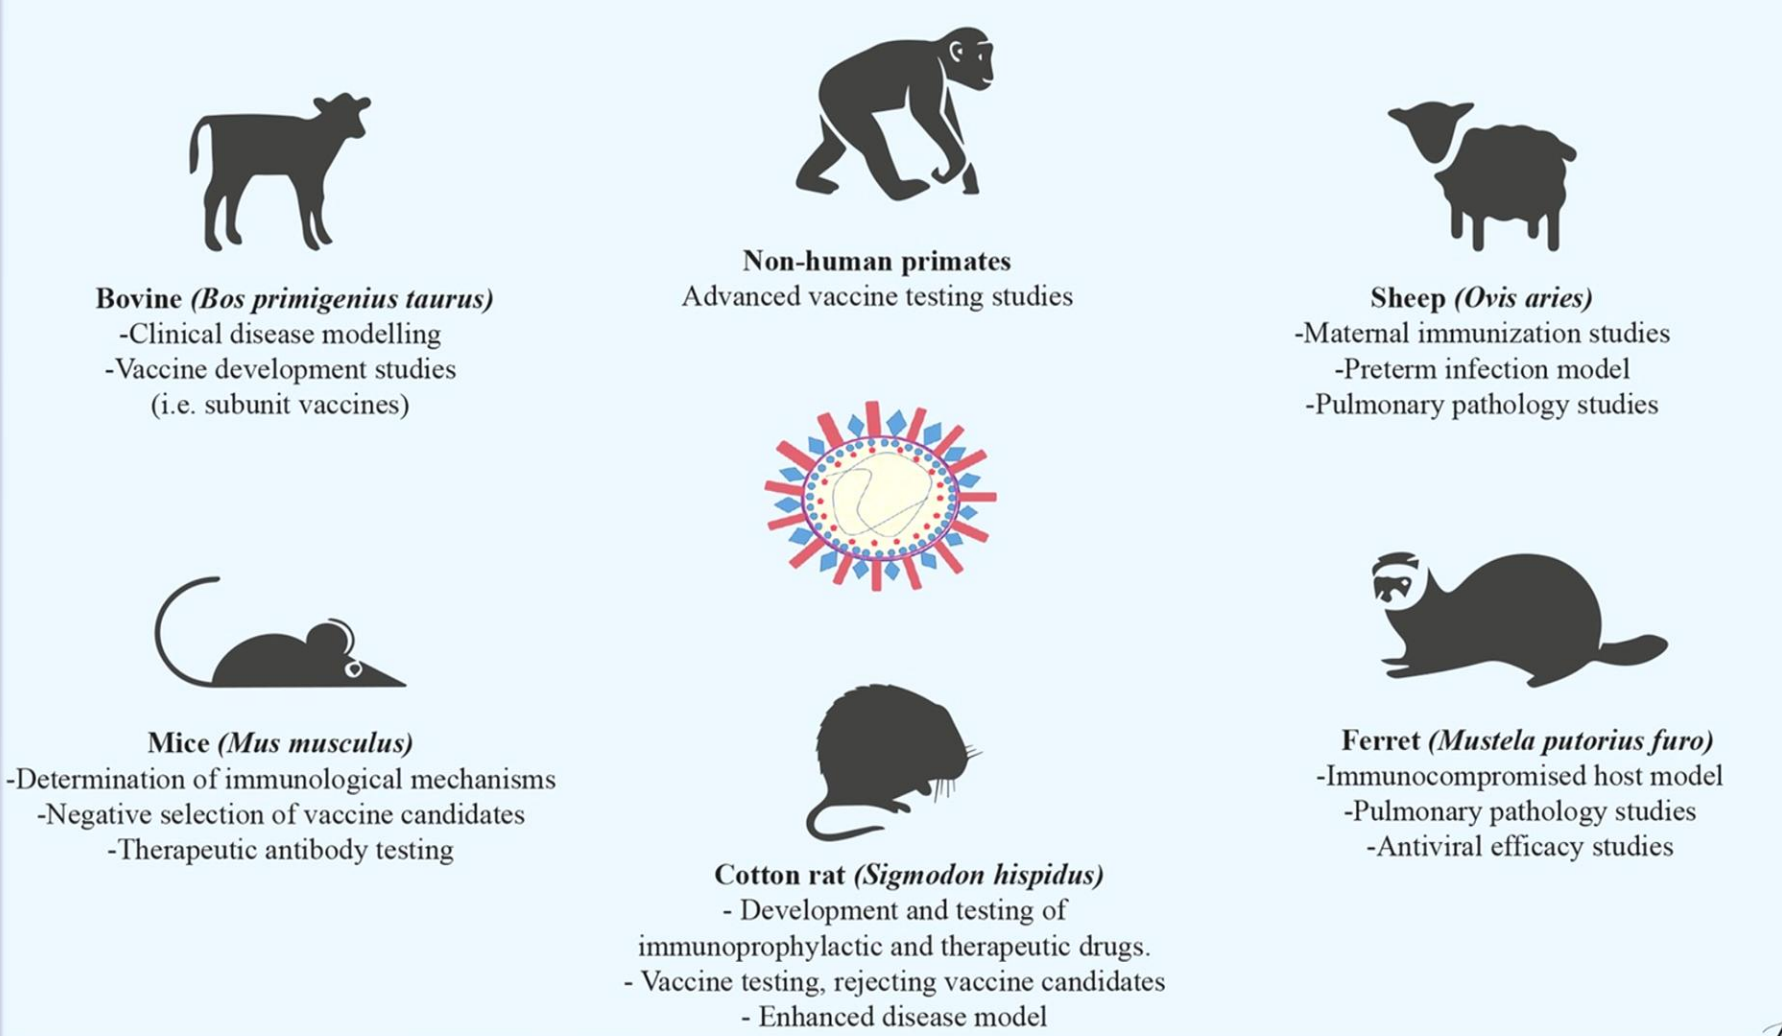 Non-human primates
Advanced vaccine testing studies
Bovine (Bos primigenius taurus)
-Clinical disease modelling
-Vaccine development studies
(i.e. subunit vaccines)
Sheep (Ovis aries)
-Maternal immunization studies
-Preterm infection model
-Pulmonary pathology studies
Mice (Mus musculus)
-Determination of immunological mechanisms
-Negative selection of vaccine candidates
-Therapeutic antibody testing
Cotton rat (Sigmodon hispidus)
- Development and testing of
immunoprophylactic and therapeutic drugs.
- Vaccine testing, rejecting vaccine candidates
- Enhanced disease model
Ferret (Mustela putorius furo)
-Immunocompromised host model
-Pulmonary pathology studies
-Antiviral efficacy studies